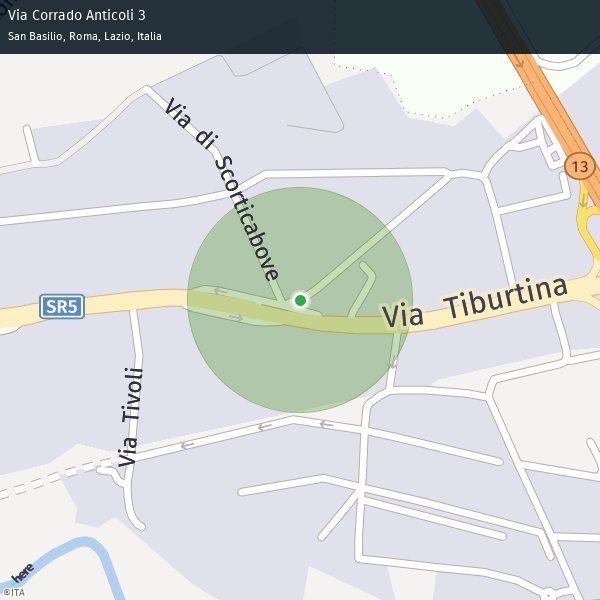 Via Corrado Anticoli 3
San Basilio, Roma, Lazio, Italia
Via di Scorticabove
13
SR5
Via Tiburtina
Via Tivoli
here
©ITA